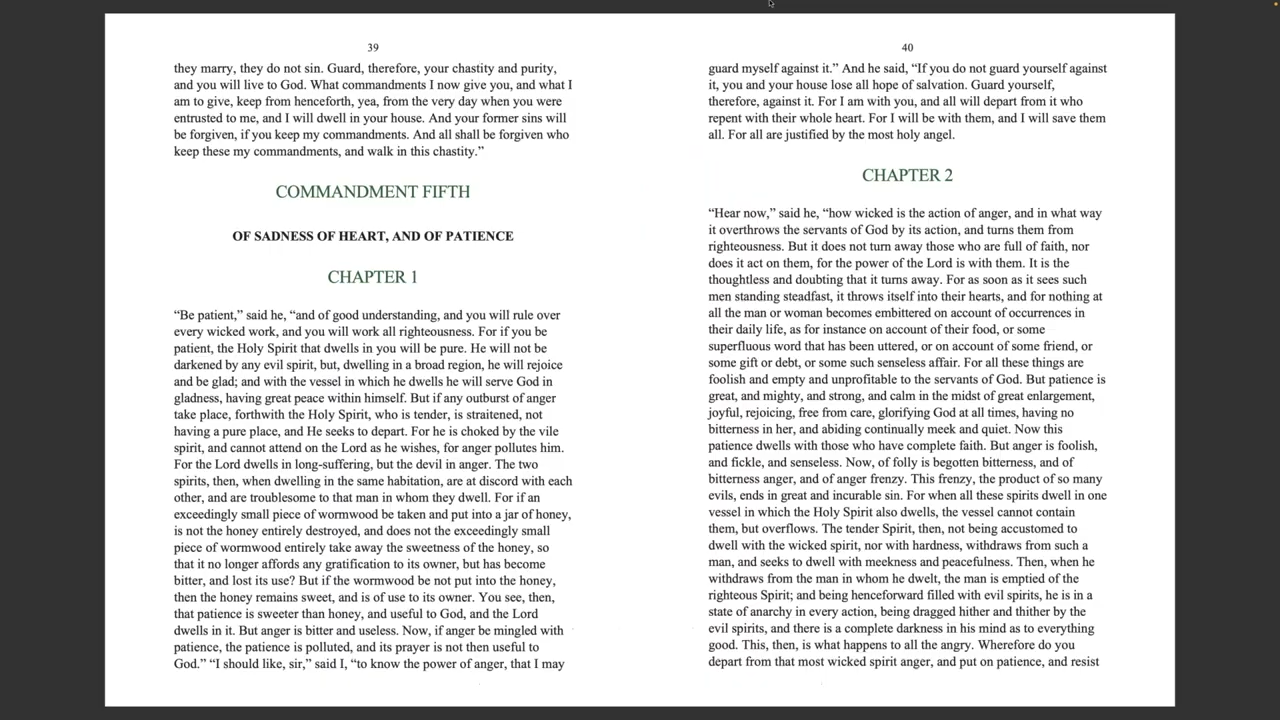 39
they marry, they do not sin. Guard, therefore, your chastity and purity,
and you will live to God. What commandments I now give you, and what I
am to give, keep from henceforth, yea, from the very day when you were
entrusted to me, and I will dwell in your house. And your former sins will
be forgiven, if you keep my commandments. And all shall be forgiven who
keep these my commandments, and walk in this chastity.”
COMMANDMENT FIFTH
OF SADNESS OF HEART, AND OF PATIENCE
CHAPTER 1
“Be patient,” said he, “and of good understanding, and you will rule over
every wicked work, and you will work all righteousness. For if you be
patient, the Holy Spirit that dwells in you will be pure. He will not be
darkened by any evil spirit, but, dwelling in a broad region, he will rejoice
and be glad; and with the vessel in which he dwells he will serve God in
gladness, having great peace within himself. But if any outburst of anger
take place, forthwith the Holy Spirit, who is tender, is straitened, not
having a pure place, and He seeks to depart. For he is choked by the vile
spirit, and cannot attend on the Lord as he wishes, for anger pollutes him.
For the Lord dwells in long-suffering, but the devil in anger. The two
spirits, then, when dwelling in the same habitation, are at discord with each
other, and are troublesome to that man in whom they dwell. For if an
exceedingly small piece of wormwood be taken and put into a jar of honey,
is not the honey entirely destroyed, and does not the exceedingly small
piece of wormwood entirely take away the sweetness of the honey, so
that it no longer affords any gratification to its owner, but has become
bitter, and lost its use? But if the wormwood be not put into the honey,
then the honey remains sweet, and is of use to its owner. You see, then,
that patience is sweeter than honey, and useful to God, and the Lord
dwells in it. But anger is bitter and useless. Now, if anger be mingled with
patience, the patience is polluted, and its prayer is not then useful to
God.” “I should like, sir,” said I, “to know the power of anger, that I may
40
guard myself against it.” And he said, “If you do not guard yourself against
it, you and your house lose all hope of salvation. Guard yourself,
therefore, against it. For I am with you, and all will depart from it who
repent with their whole heart. For I will be with them, and I will save them
all. For all are justified by the most holy angel.
CHAPTER 2
“Hear now,” said he, “how wicked is the action of anger, and in what way
it overthrows the servants of God by its action, and turns them from
righteousness. But it does not turn away those who are full of faith, nor
does it act on them, for the power of the Lord is with them. It is the
thoughtless and doubting that it turns away. For as soon as it sees such
men standing steadfast, it throws itself into their hearts, and for nothing at
all the man or woman becomes embittered on account of occurrences in
their daily life, as for instance on account of their food, or some
superfluous word that has been uttered, or on account of some friend, or
some gift or debt, or some such senseless affair. For all these things are
foolish and empty and unprofitable to the servants of God. But patience is
great, and mighty, and strong, and calm in the midst of great enlargement,
joyful, rejoicing, free from care, glorifying God at all times, having no
bitterness in her, and abiding continually meek and quiet. Now this
patience dwells with those who have complete faith. But anger is foolish,
and fickle, and senseless. Now, of folly is begotten bitterness, and of
bitterness anger, and of anger frenzy. This frenzy, the product of so many
evils, ends in great and incurable sin. For when all these spirits dwell in one
vessel in which the Holy Spirit also dwells, the vessel cannot contain
them, but overflows. The tender Spirit, then, not being accustomed to
dwell with the wicked spirit, nor with hardness, withdraws from such a
man, and seeks to dwell with meekness and peacefulness. Then, when he
withdraws from the man in whom he dwelt, the man is emptied of the
righteous Spirit; and being henceforward filled with evil spirits, he is in a
state of anarchy in every action, being dragged hither and thither by the
evil spirits, and there is a complete darkness in his mind as to everything
good. This, then, is what happens to all the angry. Wherefore do you
depart from that most wicked spirit anger, and put on patience, and resist